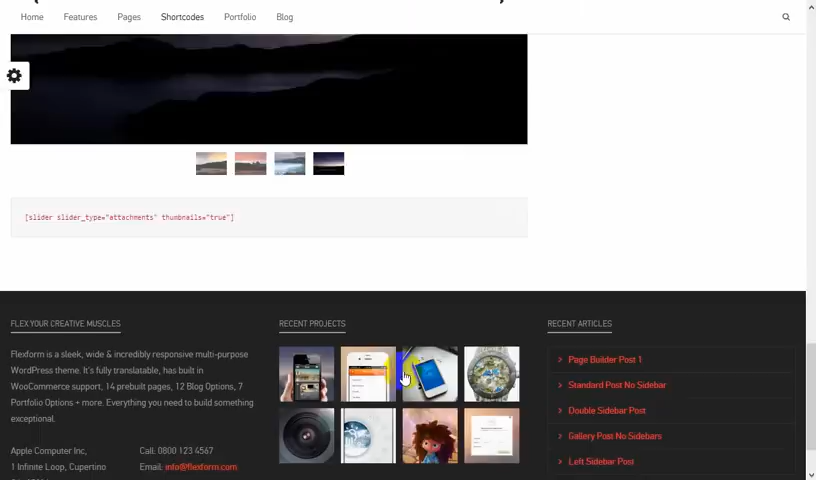 Home Features Pages Shortcodes Portfolio Blog
[slider slider_type="attachments" thumbnails="true"]
FLEX YOUR CREATIVE MUSCLES
Flexform is a sleek, wide & incredibly responsive multi-purpose
WordPress theme. It's fully translatable, has built in
WooCommerce support, 14 prebuilt pages, 12 Blog Options, 7
Portfolio Options + more. Everything you need to build something
exceptional.
Apple Computer Inc,
1 Infinite Loop, Cupertino
Call: 0800 123 4567
Email: info@flexform.com
RECENT PROJECTS
RECENT ARTICLES
Page Builder Post 1
Standard Post No Sidebar
Double Sidebar Post
Gallery Post No Sidebars
Left Sidebar Post